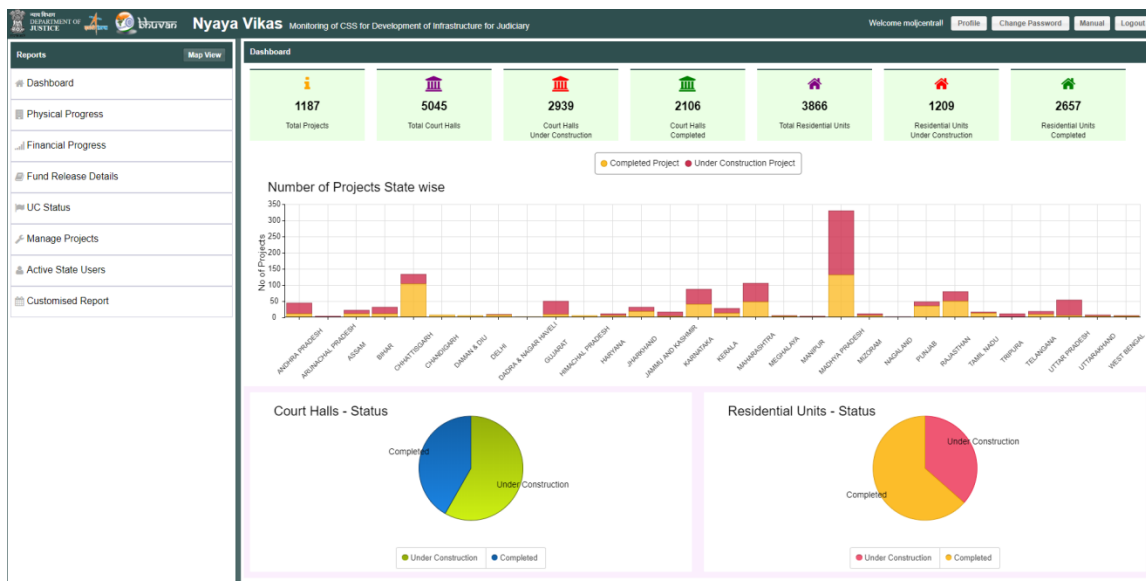 न्याय विभाग
DEPARTMENT OF
JUSTICE
bhuvan
Nyaya Vikas Monitoring of CSS for Development of Infrastructure for Judiciary
Welcome moljcentral!
Profile
Change Password
Manual
Logout
Reports
Map View
Dashboard
Physical Progress
Financial Progress
Fund Release Details
UC Status
Manage Projects
Active State Users
Customised Report
Dashboard
1187
Total Projects
5045
Total Court Halls
2939
Court Halls
Under Construction
2106
Court Halls
Completed
3866
Total Residential Units
1209
Residential Units
Under Construction
2657
Residential Units
Completed
Completed Project Under Construction Project
Number of Projects State wise
No of Projects
350
300
250
200
150
100
50
0
ANDHRA PRADESH
ARUNACHAL PRADESH
ASSAM
BIHAR
CHHATTISGARH
CHANDIGARH
DAMAN & DIU
DELHI
DADRA & NAGAR HAVELI
GUJARAT
HIMACHAL PRADESH
HARYANA
JHARKHAND
JAMMU AND KASHMIR
KARNATAKA
KERALA
MAHARASHTRA
MEGHALAYA
MANIPUR
MADHYA PRADESH
MIZORAM
NAGALAND
PUNJAB
RAJASTHAN
TAMIL NADU
TRIPURA
TELANGANA
UTTAR PRADESH
UTTARAKHAND
WEST BENGAL
Court Halls - Status
Completed
Under Construction
Under Construction Completed
Residential Units - Status
Under Construction
Completed
Under Construction Completed